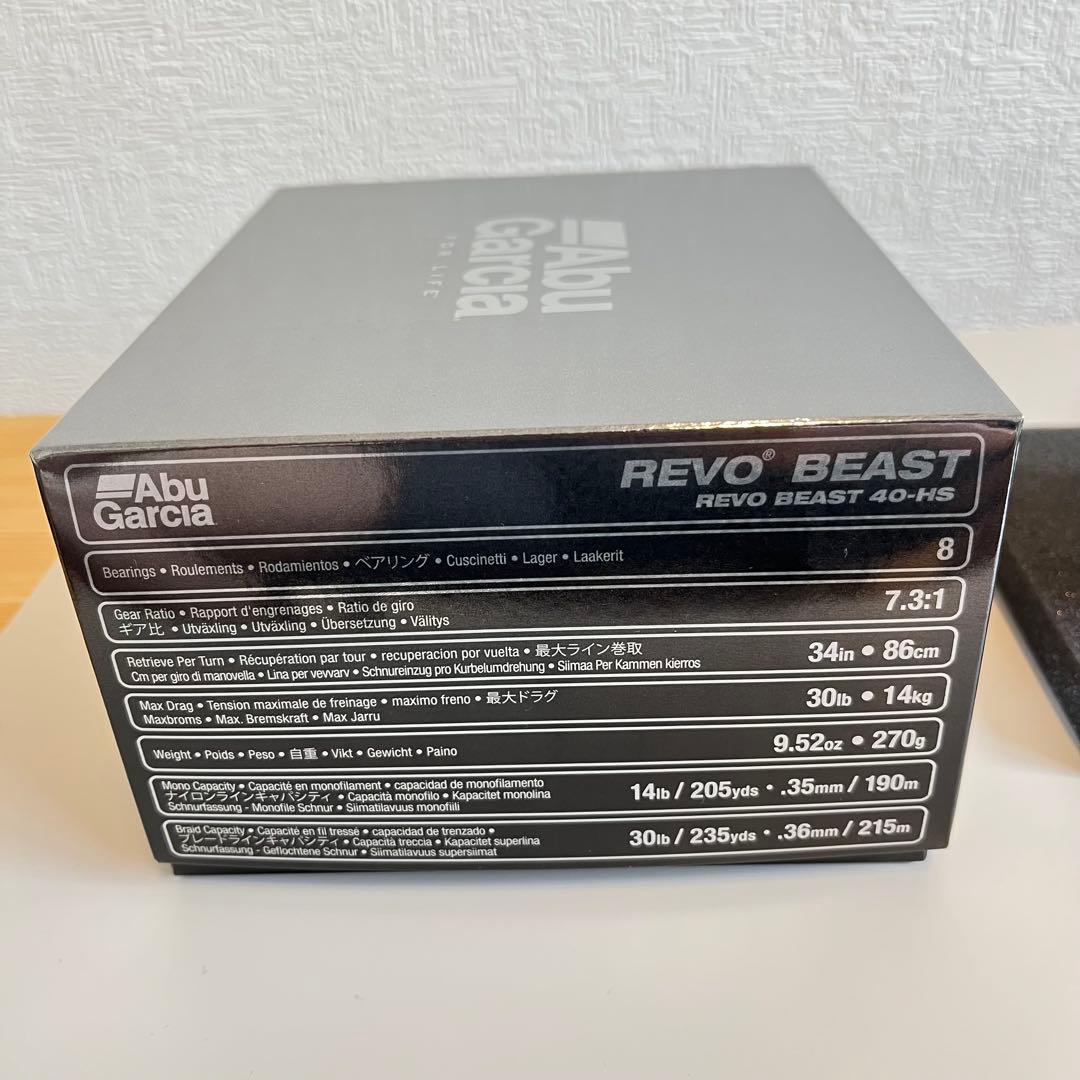 Abu
Garcia
FOR LIFE
Abu
Garcia
REVO® BEAST
REVO BEAST 40-HS
Bearings • Roulements • Rodamientos • ベアリング • Cuscinetti • Lager • Laakerit 8
Gear Ratio • Rapport d'engrenages • Ratio de giro
ギア比 • Utväxling • Utväxling • Übersetzung • Välitys 7.3:1
Retrieve Per Turn • Récupération par tour • recuperacion por vuelta • 最大ライン巻取
Cm per giro di manovella • Lina per vevvarv • Schnureinzug pro Kurbelumdrehung • Siimaa Per Kammen kierros 34in • 86cm
Max Drag • Tension maximale de freinage • maximo freno • 最大ドラグ
Maxbroms • Max. Bremskraft • Max Jarru 30lb • 14kg
Weight • Poids • Peso • 自重 • Vikt • Gewicht • Paino 9.52oz • 270g
Mono Capacity • Capacité en monofilament • capacidad de monofilamento
ナイロンラインキャパシティ • Capacità monofilo • Kapacitet monolina
Schnurfassung - Monofile Schnur • Siimatilavuus monofiili 14lb / 205yds • .35mm / 190m
Braid Capacity • Capacité en fil tressé • capacidad de trenzado •
ブレードラインキャパシティ • Capacità treccia • Kapacitet superlina
Schnurfassung - Geflochtene Schnur • Siimatilavuus supersiimat 30lb / 235yds • .36mm / 215m